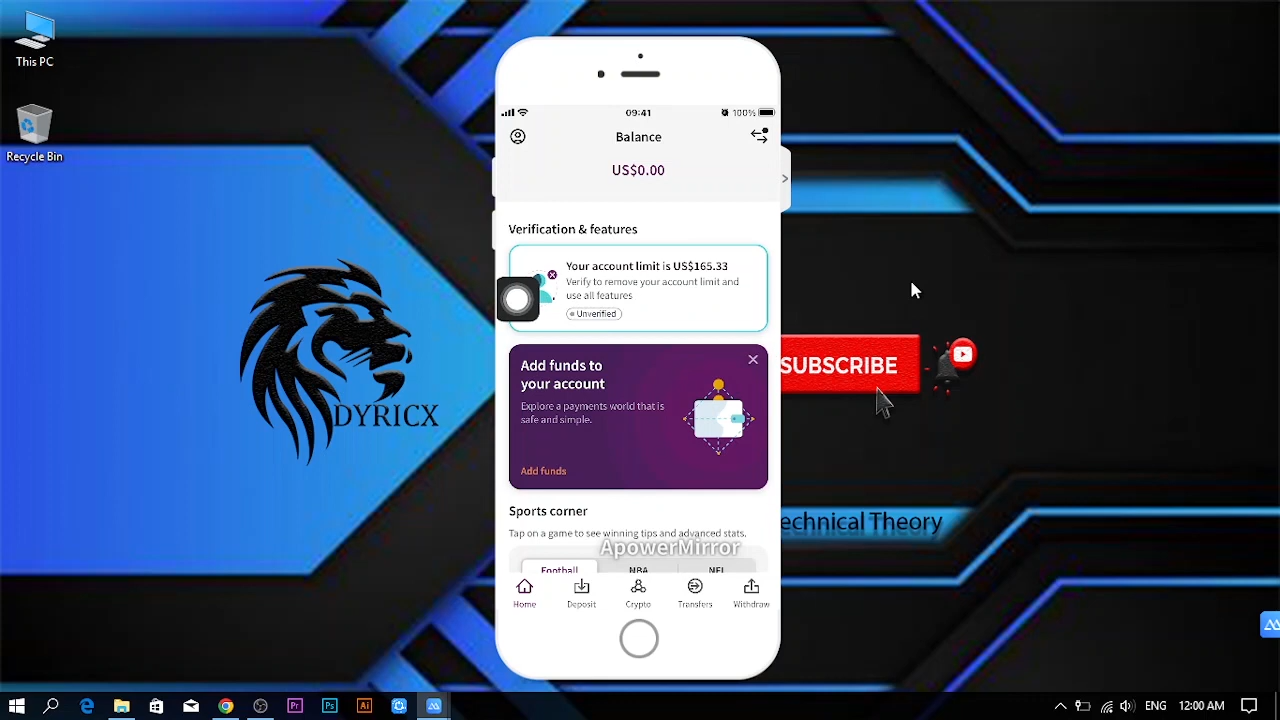 This PC
Recycle Bin
DYRICX
SUBSCRIBE
echnical Theory
09:41
100%
Balance
US$0.00
Verification & features
Your account limit is US$165.33
Verify to remove your account limit and
use all features
Unverified
Add funds to
your account
Explore a payments world that is
safe and simple.
Add funds
Sports corner
Tap on a game to see winning tips and advanced stats.
ApowerMirror
Football NBA NFL
Home Deposit Crypto Transfers Withdraw
Pr Ps Ai
ENG 12:00 AM